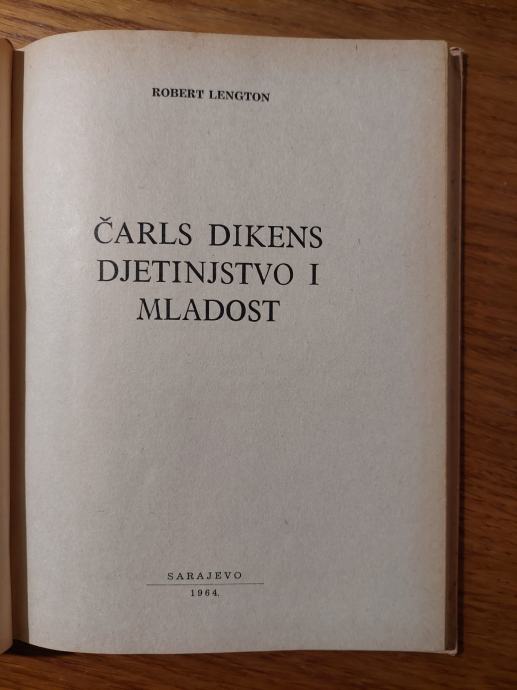 ROBERT LENGTON
ČARLS DIKENS
DJETINJSTVO I
MLADOST
SARAJEVO
1964.